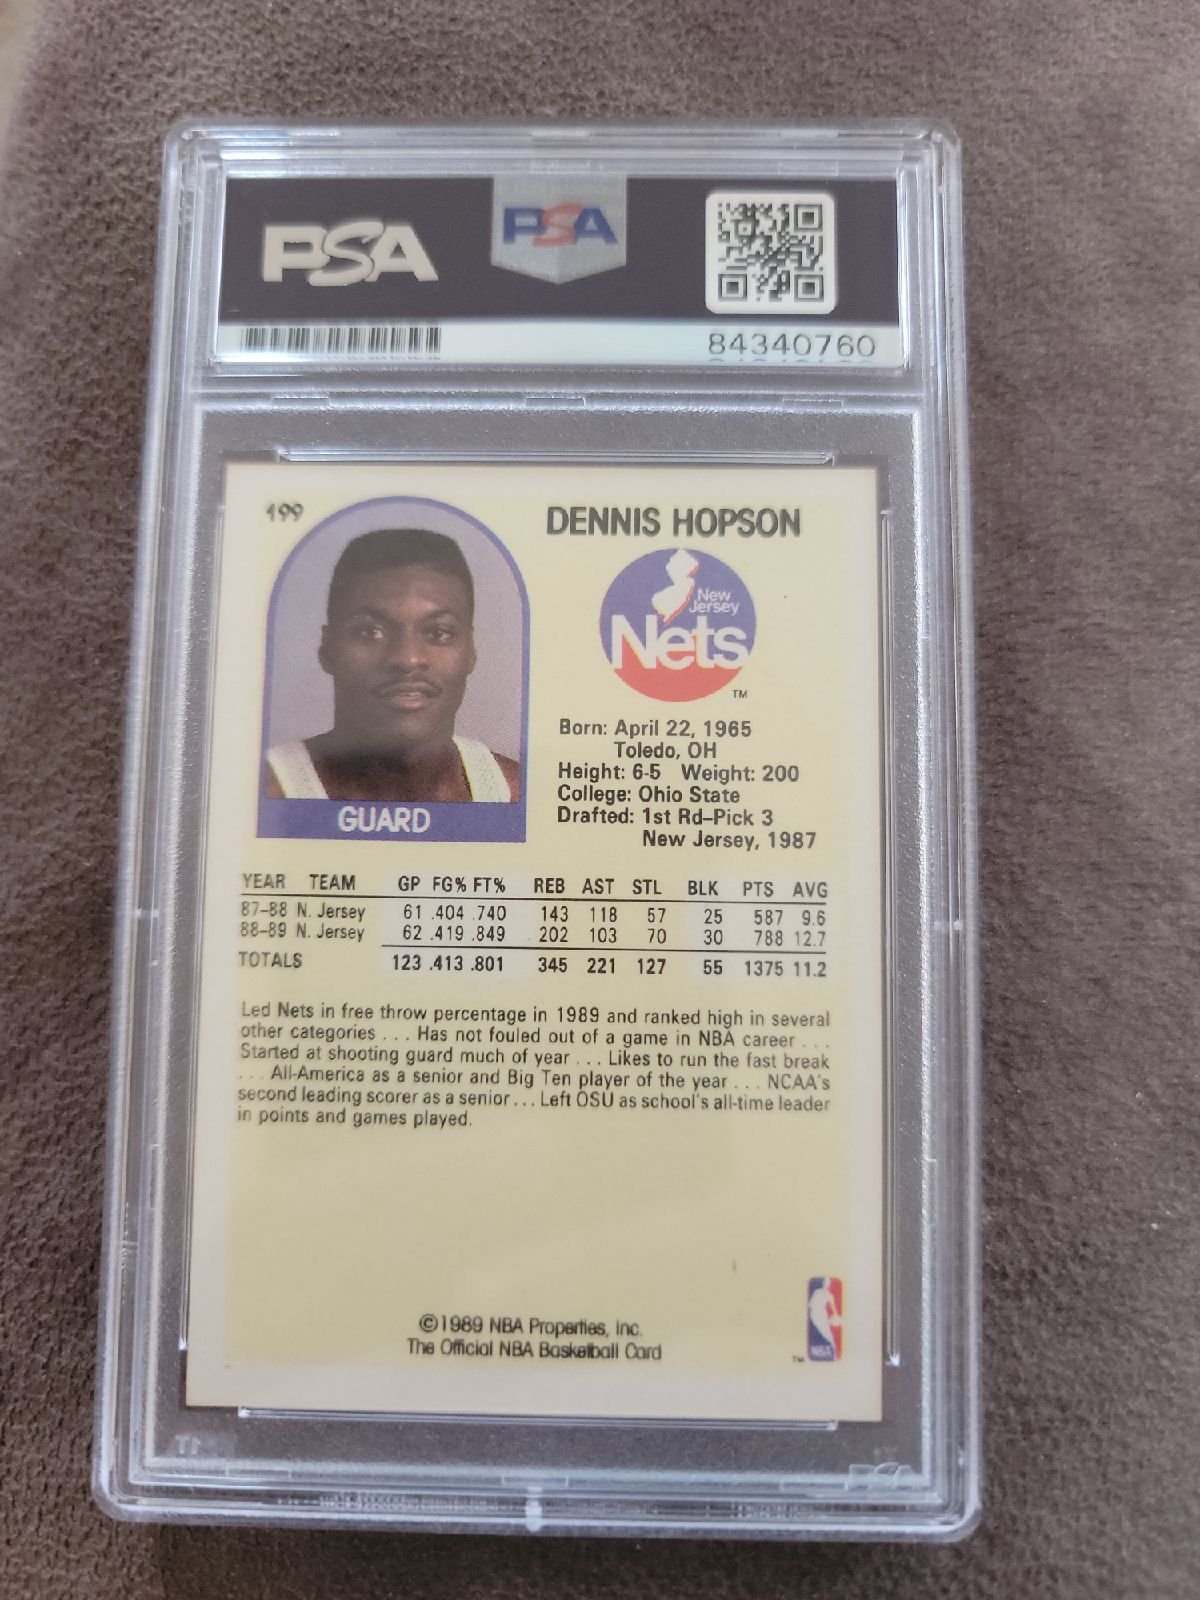 PSA
PSA
84340760
199
DENNIS HOPSON
New
Jersey
Nets
TM
GUARD
Born: April 22, 1965
Toledo, OH
Height: 6-5 Weight: 200
College: Ohio State
Drafted: 1st Rd–Pick 3
New Jersey, 1987
YEAR TEAM GP FG% FT% REB AST STL BLK PTS AVG
87–88 N. Jersey 61 .404 .740 143 118 57 25 587 9.6
88–89 N. Jersey 62 .419 .849 202 103 70 30 788 12.7
TOTALS 123 .413 .801 345 221 127 55 1375 11.2
Led Nets in free throw percentage in 1989 and ranked high in several
other categories . . . Has not fouled out of a game in NBA career . . .
Started at shooting guard much of year . . . Likes to run the fast break
. . . All-America as a senior and Big Ten player of the year . . . NCAA's
second leading scorer as a senior . . . Left OSU as school's all-time leader
in points and games played.
©1989 NBA Properties, Inc.
The Official NBA Basketball Card
TM
NBA
PSA